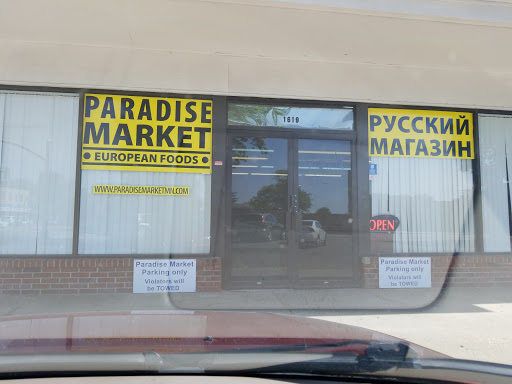 PARADISE
MARKET
• EUROPEAN FOODS •
WWW.PARADISEMARKETMN.COM
1619
РУССКИЙ
МАГАЗИН
OPEN
Paradise Market
Parking only
Violators will
be TOWED
Paradise Market
Parking only
Violators will
be TOWED